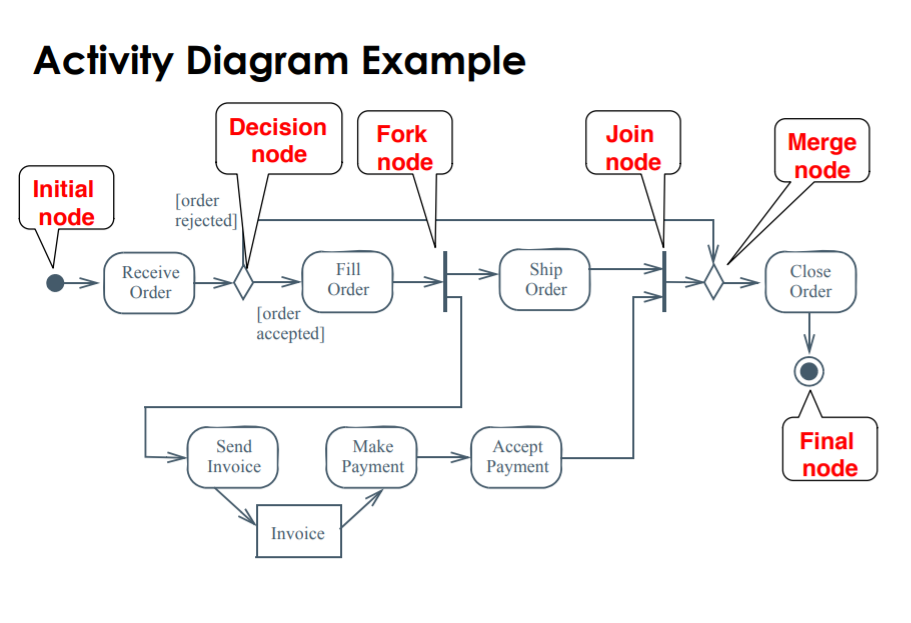 Activity Diagram Example
Decision
node
Fork
node
Join
node
Merge
node
Initial
node
[order
rejected]
Receive
Order
Fill
Order
Ship
Order
Close
Order
[order
accepted]
Send
Invoice
Make
Payment
Accept
Payment
Final
node
Invoice